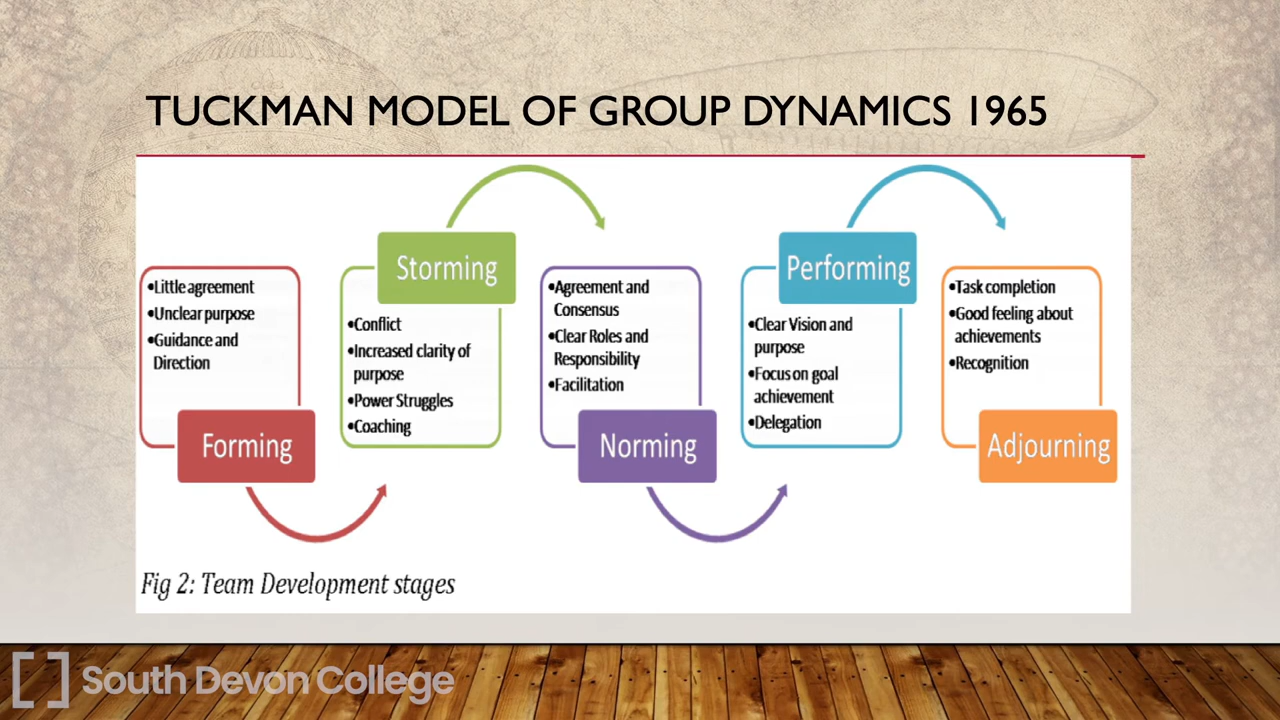 TUCKMAN MODEL OF GROUP DYNAMICS 1965
•Little agreement
•Unclear purpose
•Guidance and
Direction
Forming
Storming
•Conflict
•Increased clarity of
purpose
•Power Struggles
•Coaching
•Agreement and
Consensus
•Clear Roles and
Responsibility
•Facilitation
Norming
Performing
•Clear Vision and
purpose
•Focus on goal
achievement
•Delegation
•Task completion
•Good feeling about
achievements
•Recognition
Adjourning
Fig 2: Team Development stages
South Devon College